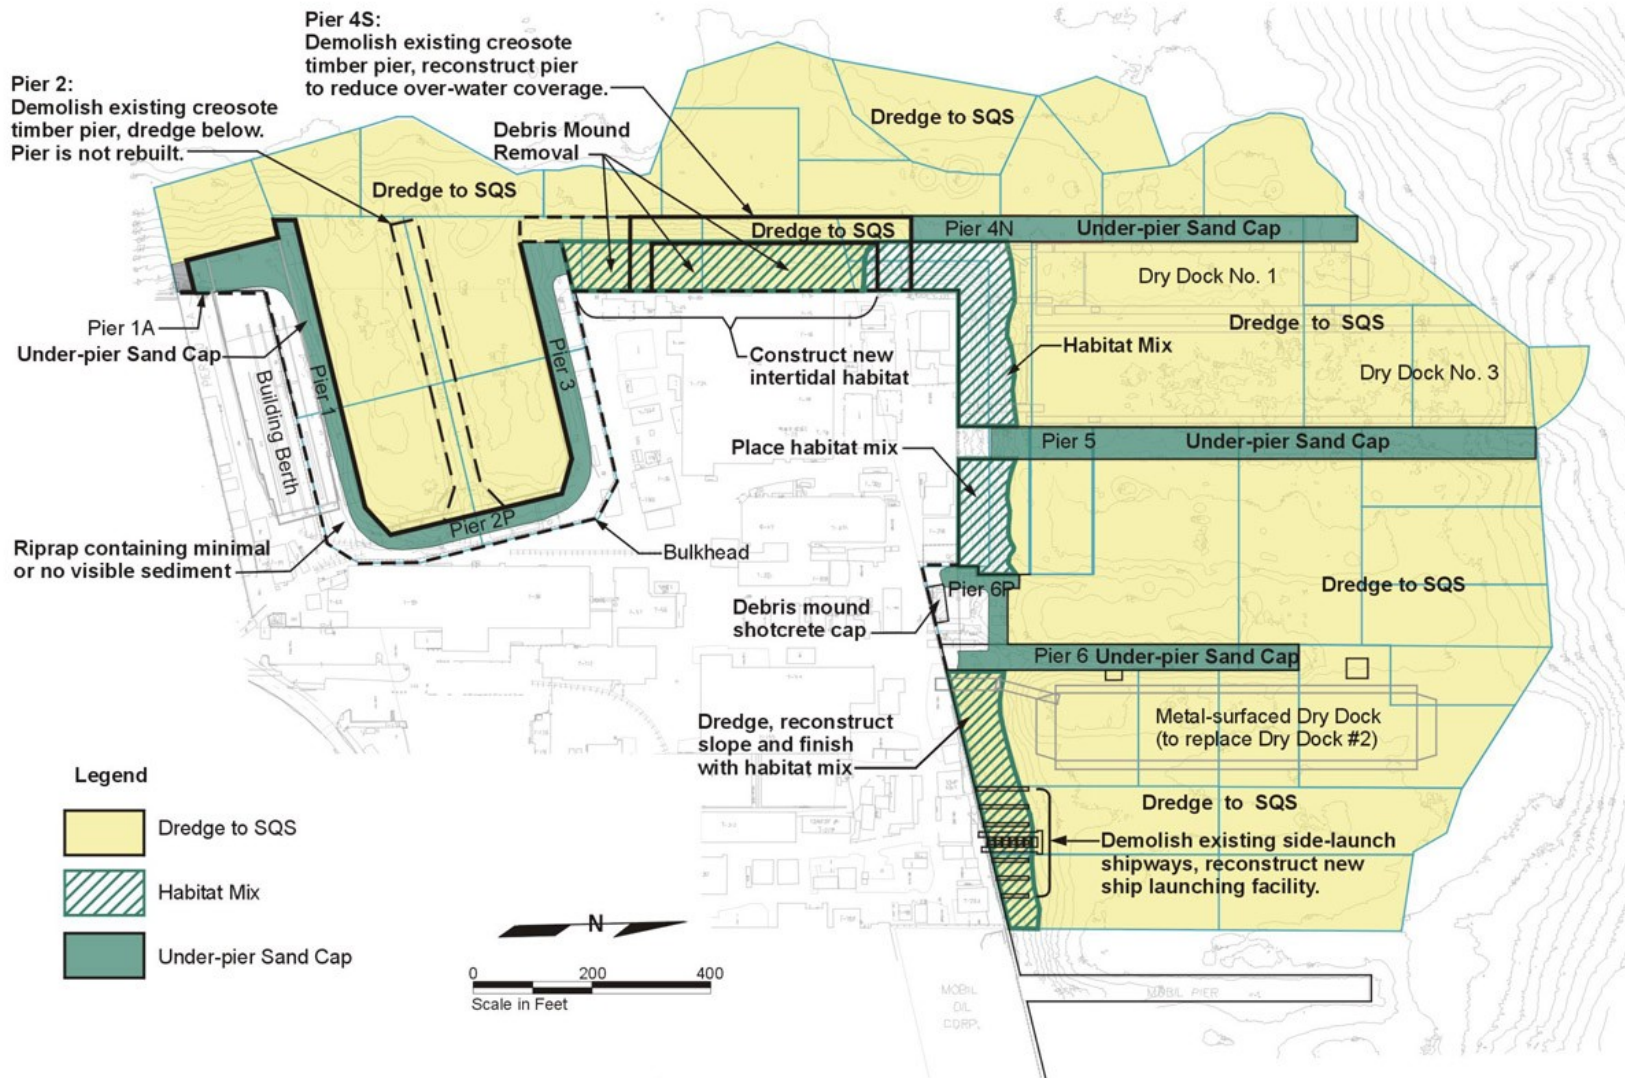 Pier 4S:
Demolish existing creosote
timber pier, reconstruct pier
to reduce over-water coverage.
Pier 2:
Demolish existing creosote
timber pier, dredge below.
Pier is not rebuilt.
Debris Mound
Removal
Dredge to SQS
Dredge to SQS
Dredge to SQS
Pier 4N
Under-pier Sand Cap
Dry Dock No. 1
Dredge to SQS
Dry Dock No. 3
Pier 1A
Under-pier Sand Cap
Building Berth
Pier 1
Pier 3
Pier 2P
Construct new
intertidal habitat
Habitat Mix
Place habitat mix
Pier 5
Under-pier Sand Cap
Riprap containing minimal
or no visible sediment
Bulkhead
Debris mound
shotcrete cap
Pier 6P
Dredge to SQS
Pier 6 Under-pier Sand Cap
Dredge, reconstruct
slope and finish
with habitat mix
Metal-surfaced Dry Dock
(to replace Dry Dock #2)
Dredge to SQS
Demolish existing side-launch
shipways, reconstruct new
ship launching facility.
Legend
Dredge to SQS
Habitat Mix
Under-pier Sand Cap
N
0 200 400
Scale in Feet
MOBIL
OIL
CORP.
MOBIL PIER